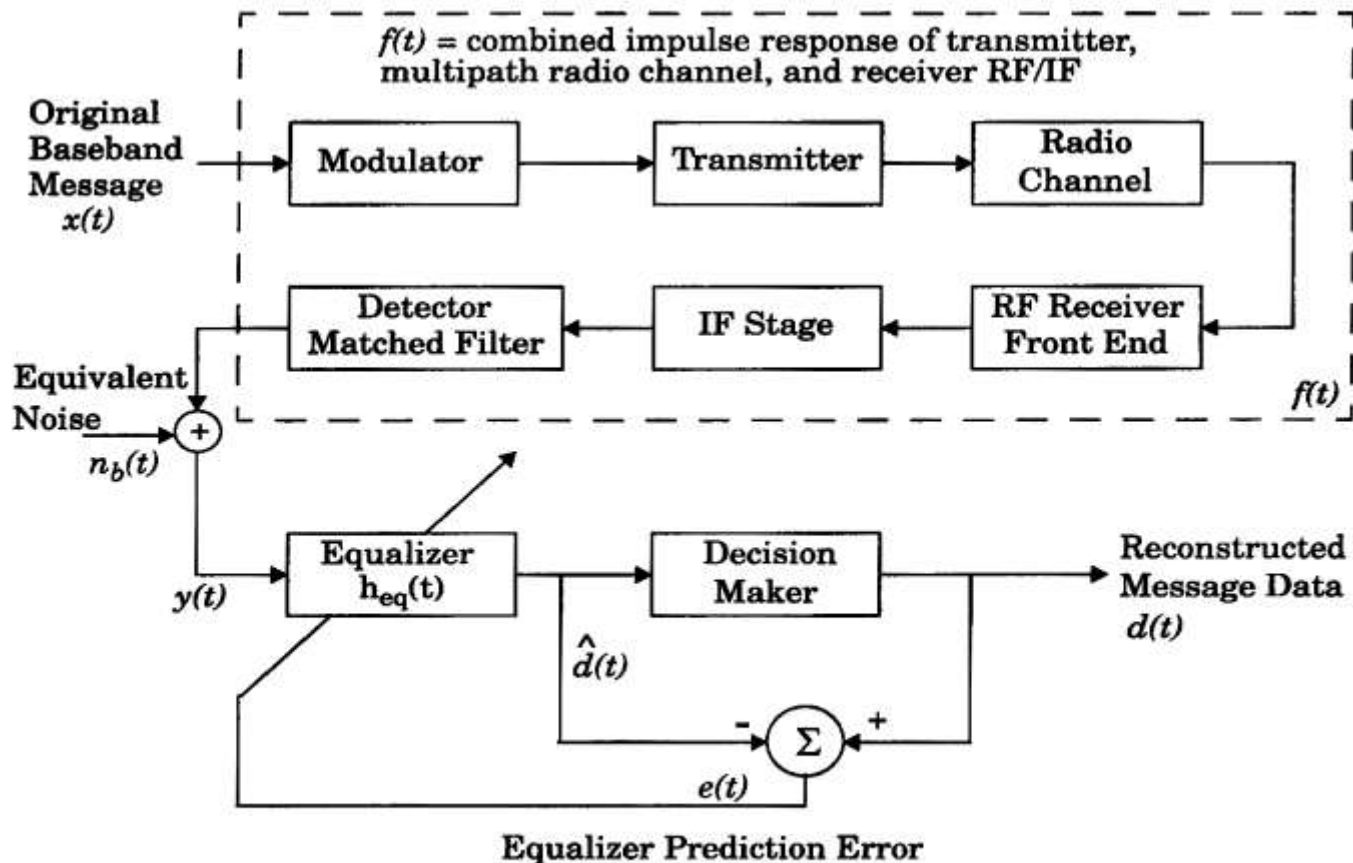 f(t) = combined impulse response of transmitter,
multipath radio channel, and receiver RF/IF
Original
Baseband
Message
x(t)
Modulator
Transmitter
Radio
Channel
Detector
Matched Filter
IF Stage
RF Receiver
Front End
f(t)
Equivalent
Noise
+
n_b(t)
y(t)
Equalizer
h_eq(t)
Decision
Maker
Reconstructed
Message Data
d(t)
d̂(t)
-
Σ
+
e(t)
Equalizer Prediction Error